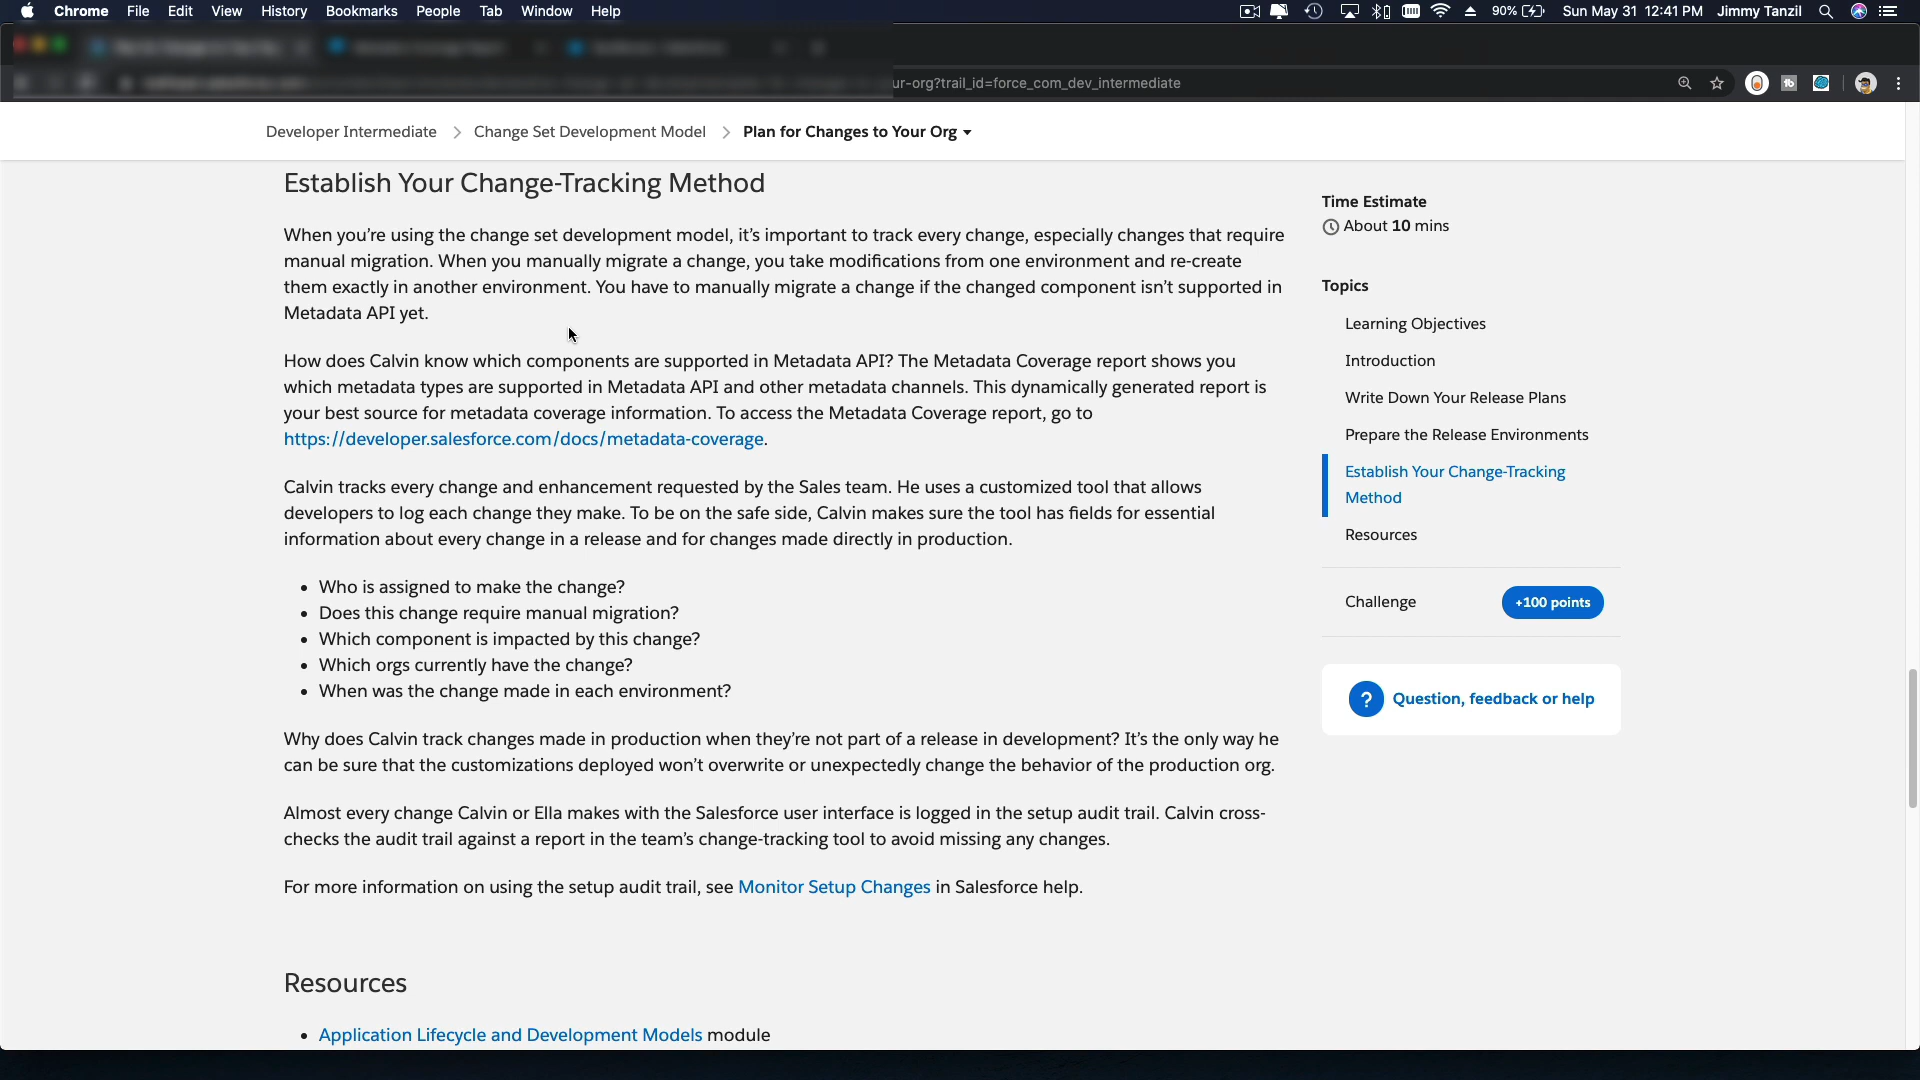 Chrome File Edit View History Bookmarks People Tab Window Help 90% Sun May 31 12:41 PM Jimmy Tanzil
ur-org?trail_id=force_com_dev_intermediate
Developer Intermediate > Change Set Development Model > Plan for Changes to Your Org
Establish Your Change-Tracking Method
When you’re using the change set development model, it’s important to track every change, especially changes that require
manual migration. When you manually migrate a change, you take modifications from one environment and re-create
them exactly in another environment. You have to manually migrate a change if the changed component isn’t supported in
Metadata API yet.
How does Calvin know which components are supported in Metadata API? The Metadata Coverage report shows you
which metadata types are supported in Metadata API and other metadata channels. This dynamically generated report is
your best source for metadata coverage information. To access the Metadata Coverage report, go to
https://developer.salesforce.com/docs/metadata-coverage.
Calvin tracks every change and enhancement requested by the Sales team. He uses a customized tool that allows
developers to log each change they make. To be on the safe side, Calvin makes sure the tool has fields for essential
information about every change in a release and for changes made directly in production.
• Who is assigned to make the change?
• Does this change require manual migration?
• Which component is impacted by this change?
• Which orgs currently have the change?
• When was the change made in each environment?
Why does Calvin track changes made in production when they’re not part of a release in development? It’s the only way he
can be sure that the customizations deployed won’t overwrite or unexpectedly change the behavior of the production org.
Almost every change Calvin or Ella makes with the Salesforce user interface is logged in the setup audit trail. Calvin cross-
checks the audit trail against a report in the team’s change-tracking tool to avoid missing any changes.
For more information on using the setup audit trail, see Monitor Setup Changes in Salesforce help.
Resources
• Application Lifecycle and Development Models module
Time Estimate
About 10 mins
Topics
Learning Objectives
Introduction
Write Down Your Release Plans
Prepare the Release Environments
Establish Your Change-Tracking
Method
Resources
Challenge +100 points
? Question, feedback or help